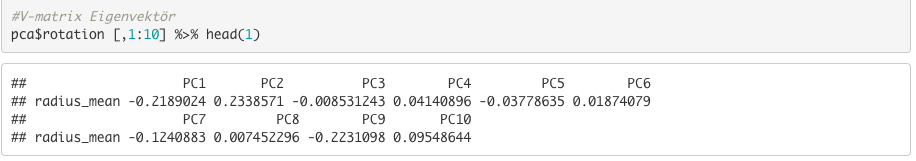 #V-matrix Eigenvektör
pca$rotation [,1:10] %>% head(1)
##                    PC1       PC2          PC3        PC4         PC5        PC6
## radius_mean -0.2189024 0.2338571 -0.008531243 0.04140896 -0.03778635 0.01874079
##                    PC7         PC8        PC9       PC10
## radius_mean -0.1240883 0.007452296 -0.2231098 0.09548644